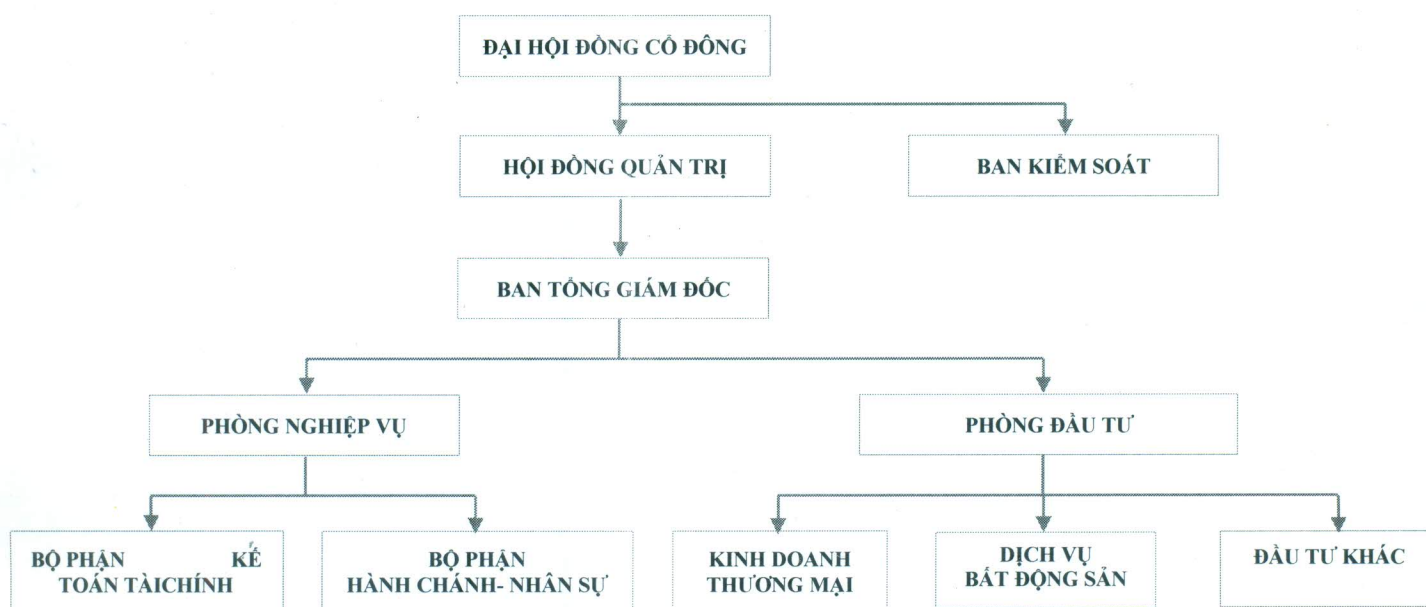 ĐẠI HỘI ĐỒNG CỔ ĐÔNG
HỘI ĐỒNG QUẢN TRỊ
BAN KIỂM SOÁT
BAN TỔNG GIÁM ĐỐC
PHÒNG NGHIỆP VỤ
PHÒNG ĐẦU TƯ
BỘ PHẬN KẾ
TOÁN TÀICHÍNH
BỘ PHẬN
HÀNH CHÁNH- NHÂN SỰ
KINH DOANH
THƯƠNG MẠI
DỊCH VỤ
BẤT ĐỘNG SẢN
ĐẦU TƯ KHÁC